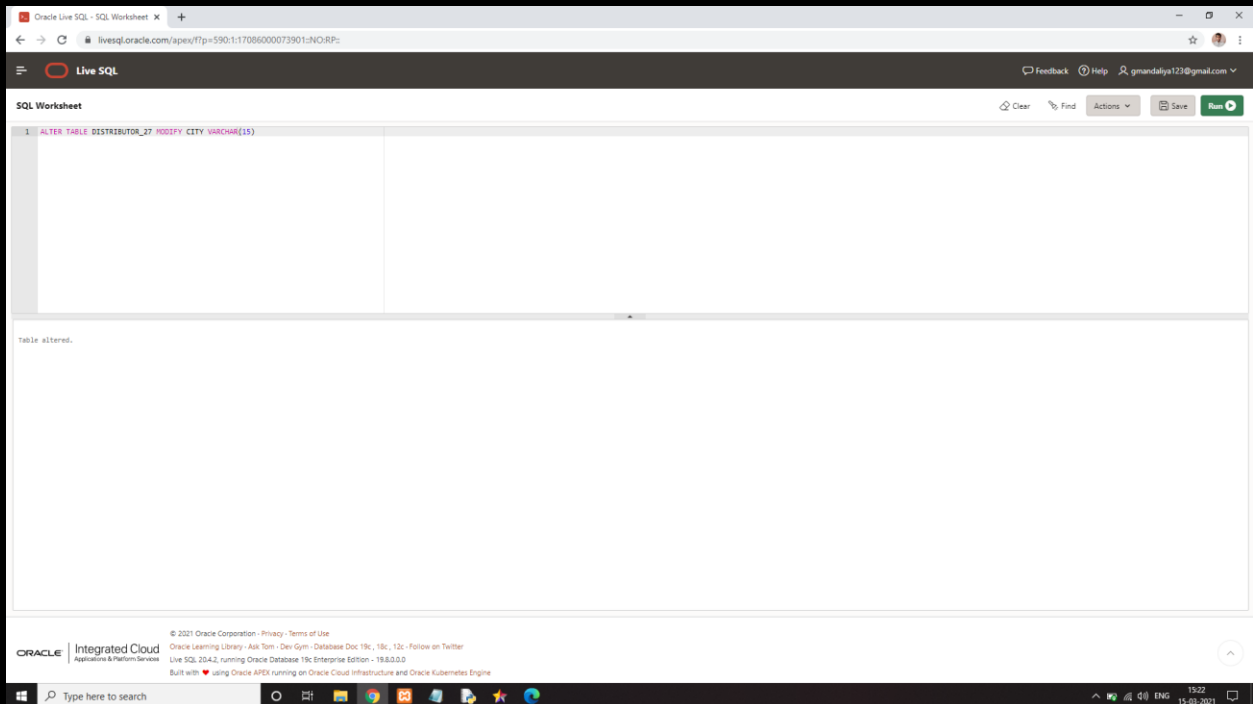 Oracle Live SQL - SQL Worksheet
livesql.oracle.com/apex/f?p=590:1:17086000073901::NO:RP::
Live SQL
Feedback Help gmandaliya123@gmail.com
SQL Worksheet
Clear Find Actions Save Run
1 ALTER TABLE DISTRIBUTOR_27 MODIFY CITY VARCHAR(15)
Table altered.
© 2021 Oracle Corporation - Privacy - Terms of Use
ORACLE Integrated Cloud
Applications & Platform Services
Oracle Learning Library - Ask Tom - Dev Gym - Database Doc 19c , 18c , 12c - Follow on Twitter
Live SQL 20.4.2, running Oracle Database 19c Enterprise Edition - 19.8.0.0.0
Built with ❤ using Oracle APEX running on Oracle Cloud Infrastructure and Oracle Kubernetes Engine
Type here to search
ENG
15:22
15-03-2021